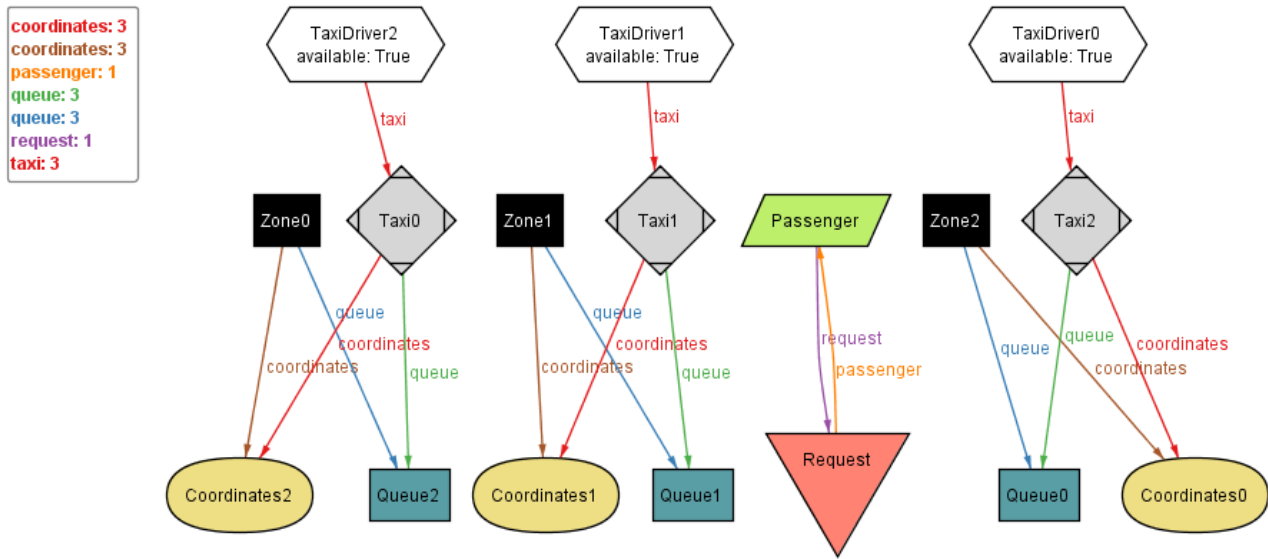 coordinates: 3
coordinates: 3
passenger: 1
queue: 3
queue: 3
request: 1
taxi: 3
TaxiDriver2
available: True
TaxiDriver1
available: True
TaxiDriver0
available: True
taxi
taxi
taxi
Zone0
Taxi0
Zone1
Taxi1
Passenger
Zone2
Taxi2
queue
coordinates
coordinates
queue
queue
coordinates
coordinates
queue
request
passenger
queue
queue
coordinates
coordinates
Coordinates2
Queue2
Coordinates1
Queue1
Request
Queue0
Coordinates0